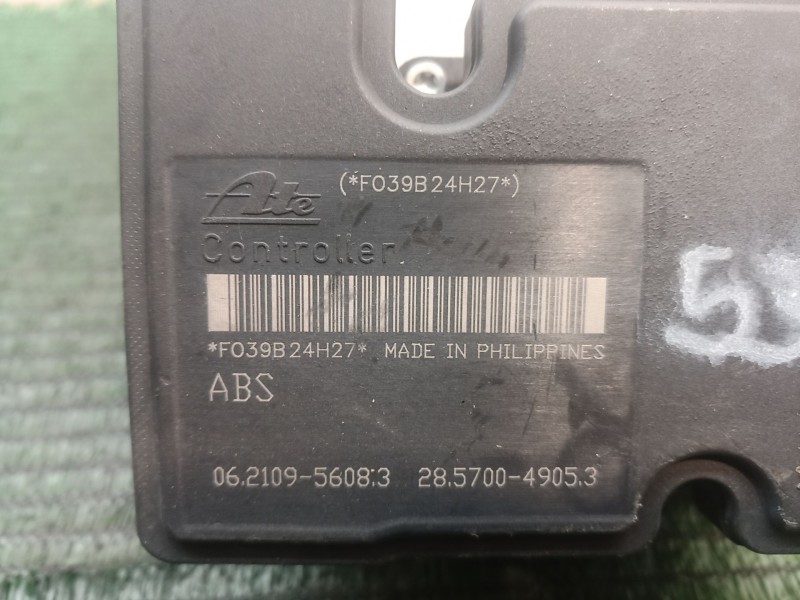 (*F039B24H27*)
Ate
Controller
*F039B24H27* MADE IN PHILIPPINES
ABS
06.2109-5608.3 28.5700-4905.3